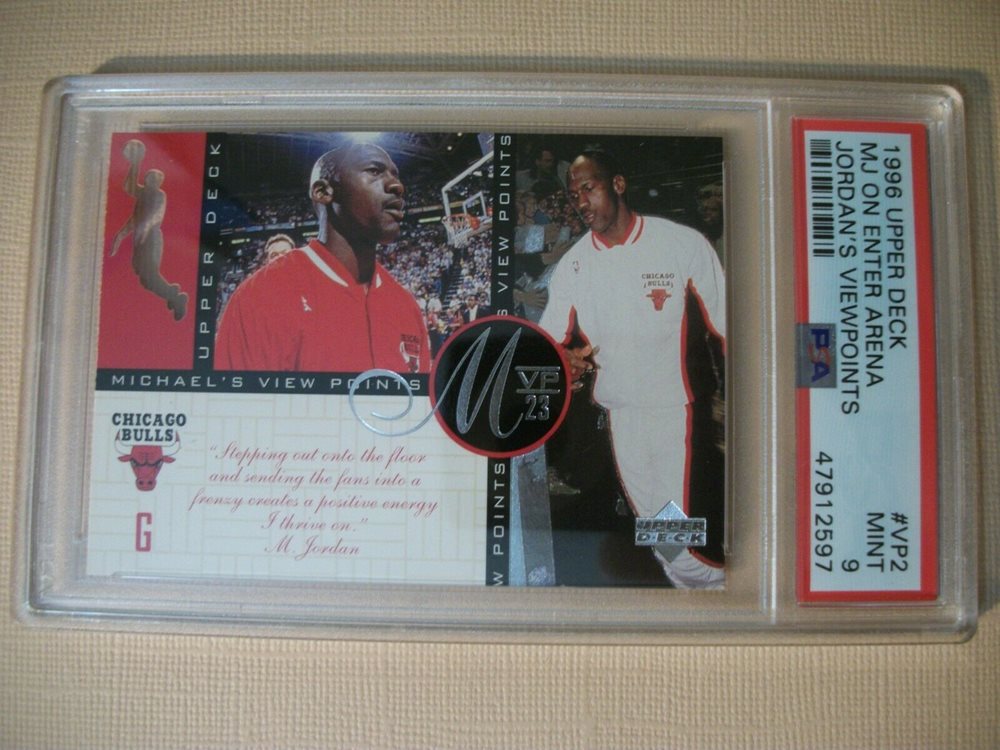 UPPER DECK
MICHAEL'S VIEW POINTS
CHICAGO
BULLS
G
"Stepping out onto the floor
and sending the fans into a
frenzy creates a positive energy
I thrive on."
M. Jordan
M
VP
23
S VIEW POINTS
W POINTS
CHICAGO
BULLS
UPPER
DECK
1996 UPPER DECK
MJ ON ENTER ARENA
JORDAN'S VIEWPOINTS
PSA
#VP2
MINT 9
47912597